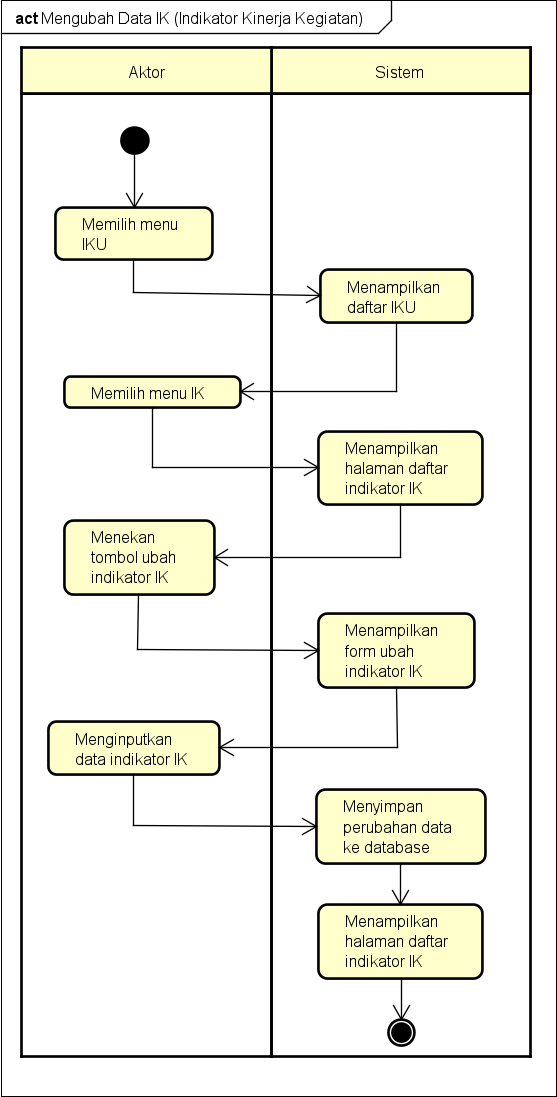 act Mengubah Data IK (Indikator Kinerja Kegiatan)
Aktor
Sistem
Memilih menu
IKU
Menampilkan
daftar IKU
Memilih menu IK
Menampilkan
halaman daftar
indikator IK
Menekan
tombol ubah
indikator IK
Menampilkan
form ubah
indikator IK
Menginputkan
data indikator IK
Menyimpan
perubahan data
ke database
Menampilkan
halaman daftar
indikator IK